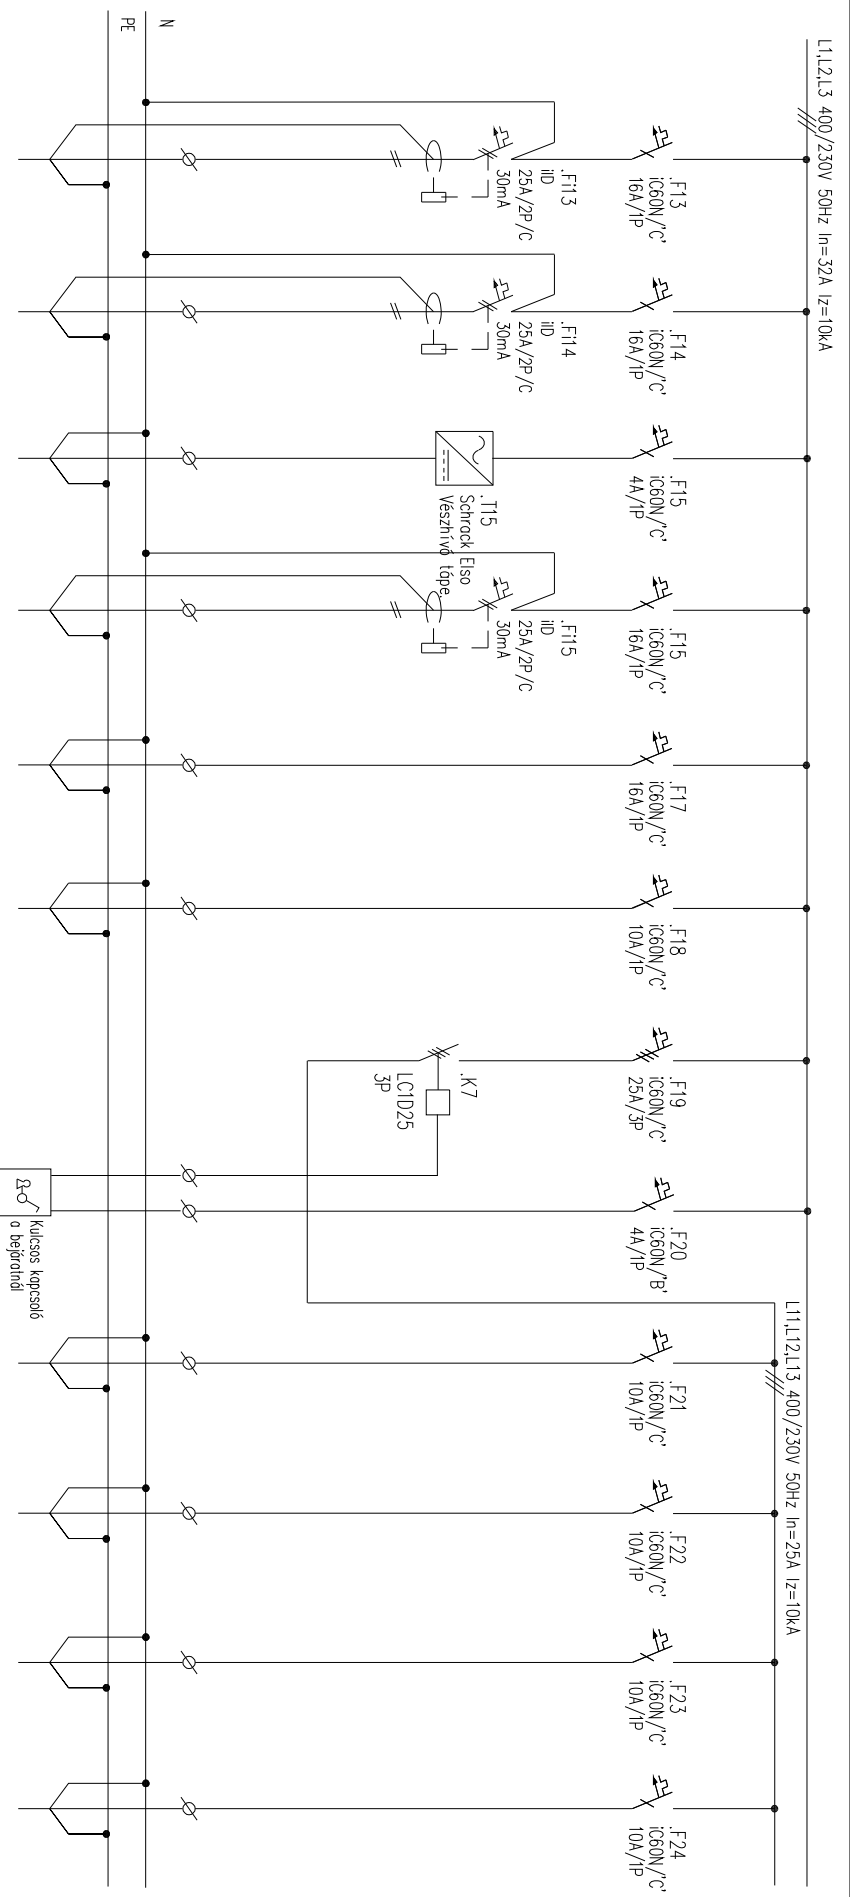 L1,L2,L3 400/230V 50Hz In=32A Iz=10kA
.F13
iC60N/'C'
16A/1P
.Fi13
iID
25A/2P/C
30mA
.F14
iC60N/'C'
16A/1P
.Fi14
iID
25A/2P/C
30mA
.F15
iC60N/'C'
4A/1P
.T15
Schrack Elso
Vészhívó tápe.
.F15
iC60N/'C'
16A/1P
.Fi15
iID
25A/2P/C
30mA
.F17
iC60N/'C'
16A/1P
.F18
iC60N/'C'
10A/1P
.F19
iC60N/'C'
25A/3P
.K7
LC1D25
3P
.F20
iC60N/'B'
4A/1P
Kulcsos kapcsoló
a bejáratnál
L11,L12,L13 400/230V 50Hz In=25A Iz=10kA
.F21
iC60N/'C'
10A/1P
.F22
iC60N/'C'
10A/1P
.F23
iC60N/'C'
10A/1P
.F24
iC60N/'C'
10A/1P
N
PE